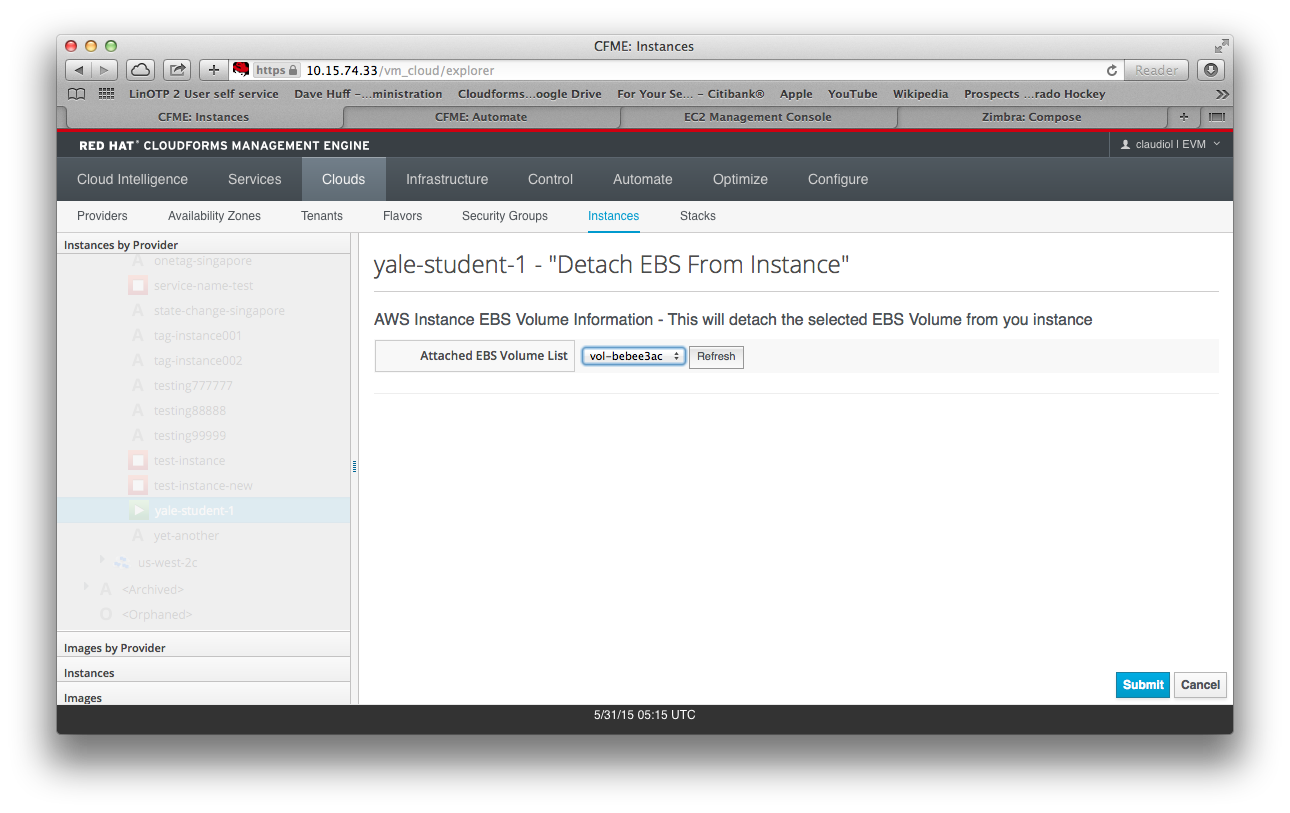 CFME: Instances
https 10.15.74.33/vm_cloud/explorer Reader
LinOTP 2 User self service Dave Huff –...ministration Cloudforms...oogle Drive For Your Se... – Citibank® Apple YouTube Wikipedia Prospects ...rado Hockey
CFME: Instances CFME: Automate EC2 Management Console Zimbra: Compose
RED HAT® CLOUDFORMS MANAGEMENT ENGINE claudiol | EVM
Cloud Intelligence Services Clouds Infrastructure Control Automate Optimize Configure
Providers Availability Zones Tenants Flavors Security Groups Instances Stacks
Instances by Provider
A onetag-singapore
service-name-test
A state-change-singapore
A tag-instance001
A tag-instance002
A testing777777
A testing88888
A testing99999
test-instance
test-instance-new
yale-student-1
A yet-another
us-west-2c
A <Archived>
O <Orphaned>
Images by Provider
Instances
Images
yale-student-1 - "Detach EBS From Instance"
AWS Instance EBS Volume Information - This will detach the selected EBS Volume from you instance
Attached EBS Volume List vol-bebee3ac Refresh
Submit Cancel
5/31/15 05:15 UTC